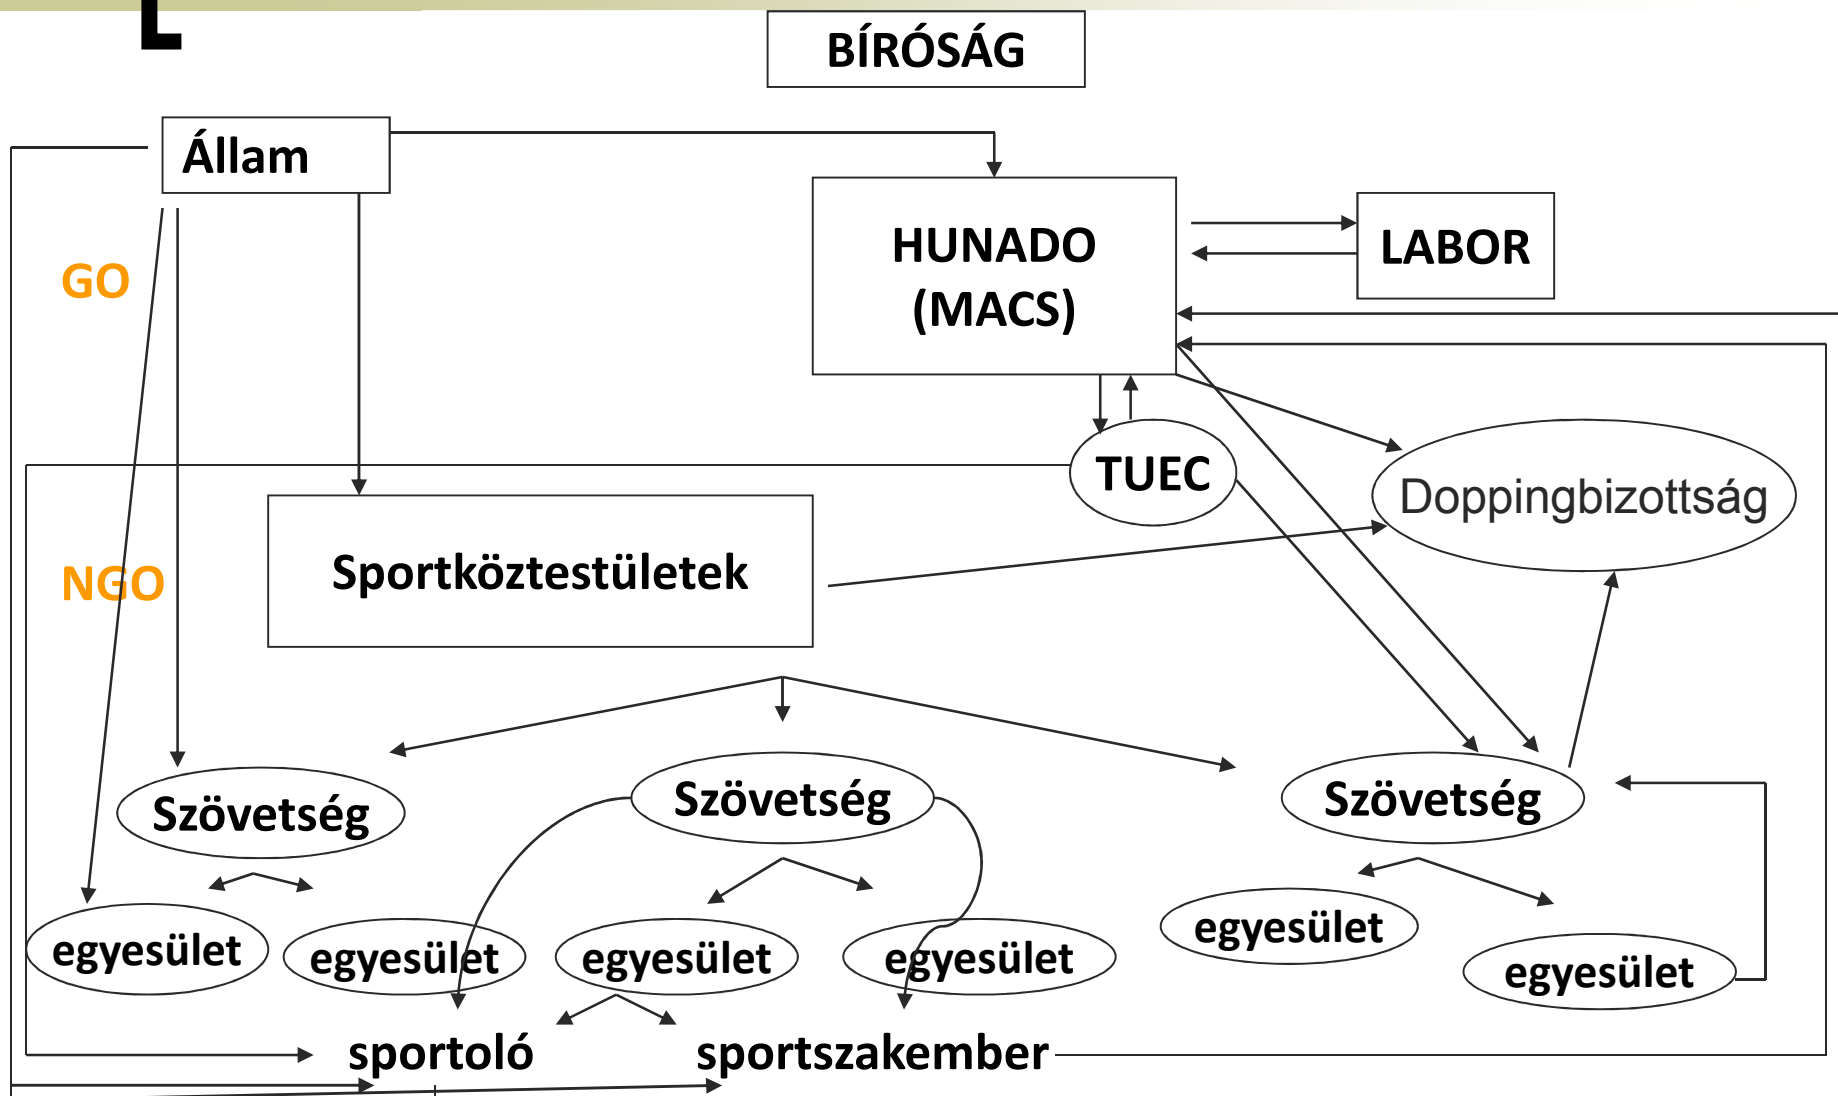 L
BÍRÓSÁG
Állam
HUNADO
(MACS)
LABOR
GO
TUEC
Doppingbizottság
NGO
Sportköztestületek
Szövetség
Szövetség
Szövetség
egyesület
egyesület
egyesület
egyesület
egyesület
egyesület
sportoló
sportszakember